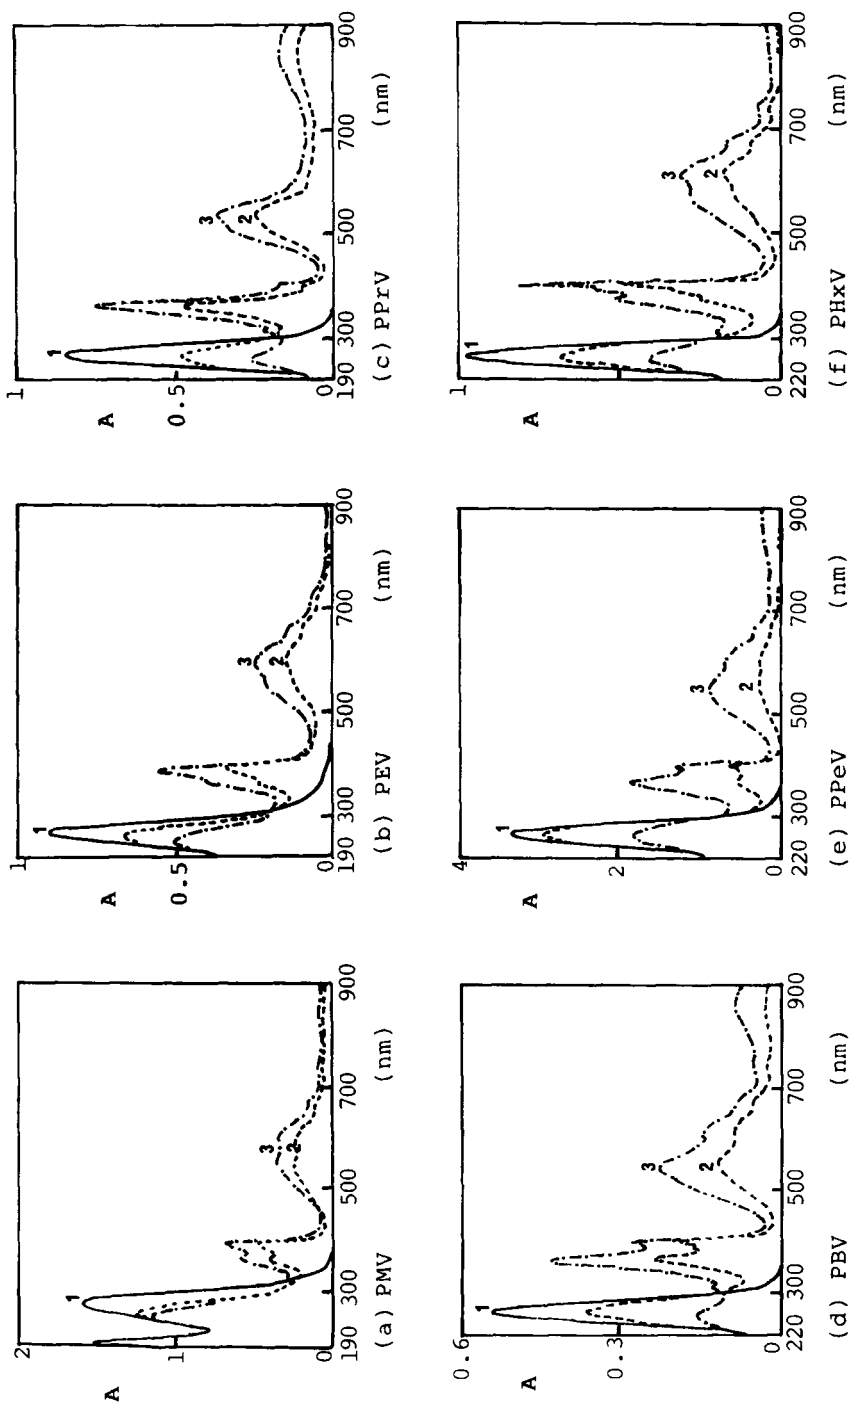 2
A
1
0
1
2
3
190 300 500 700 900
(a) PMV (nm)
1
A
0.5
0
1
2
3
190 300 500 700 900
(b) PEV (nm)
1
A
0.5
0
1
2
3
190 300 500 700 900
(c) PPrV (nm)
0.6
A
0.3
0
1
2
3
220 300 500 700 900
(d) PBV (nm)
4
A
2
0
1
2
3
220 300 500 700 900
(e) PPeV (nm)
1
A
0
1
2
3
220 300 500 700 900
(f) PHxV (nm)